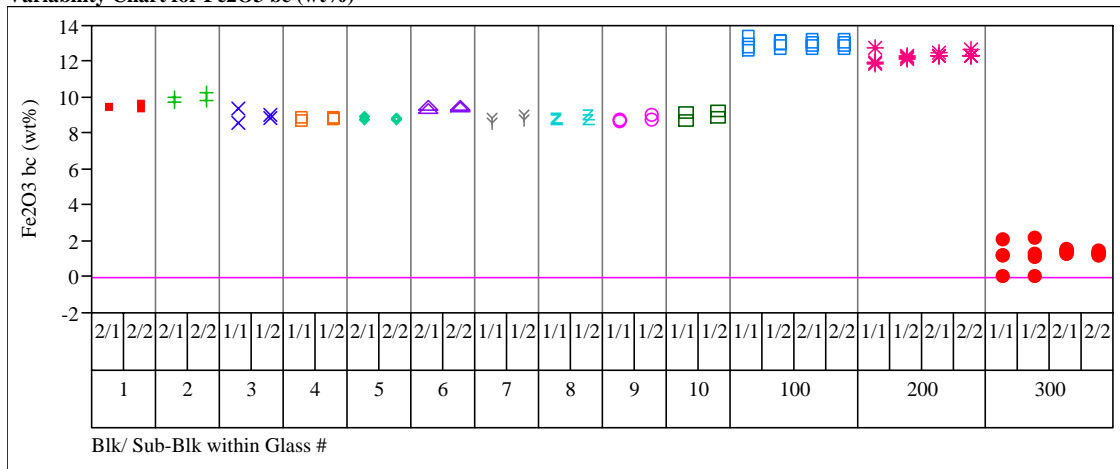 Variability Chart for Fe2O3 bc (wt%)
14
12
10
8
6
4
2
0
-2
Fe2O3 bc (wt%)
2/1 2/2 2/1 2/2 1/1 1/2 1/1 1/2 2/1 2/2 2/1 2/2 1/1 1/2 1/1 1/2 1/1 1/2 1/1 1/2 1/1 1/2 2/1 2/2 1/1 1/2 2/1 2/2 1/1 1/2 2/1 2/2
1 2 3 4 5 6 7 8 9 10 100 200 300
Blk/ Sub-Blk within Glass #